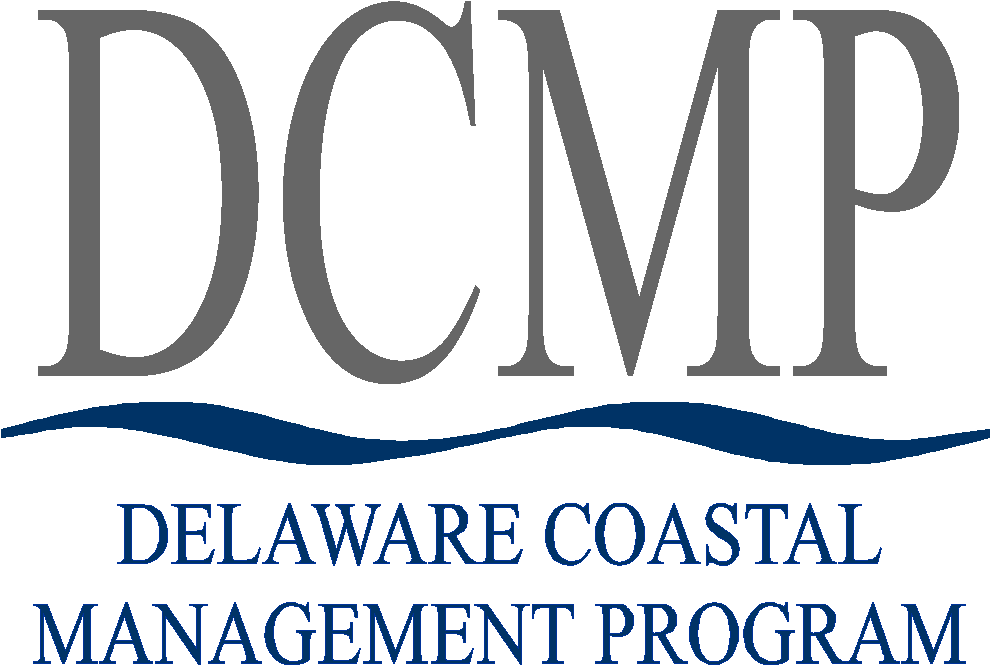 DCMP
DELAWARE COASTAL
MANAGEMENT PROGRAM